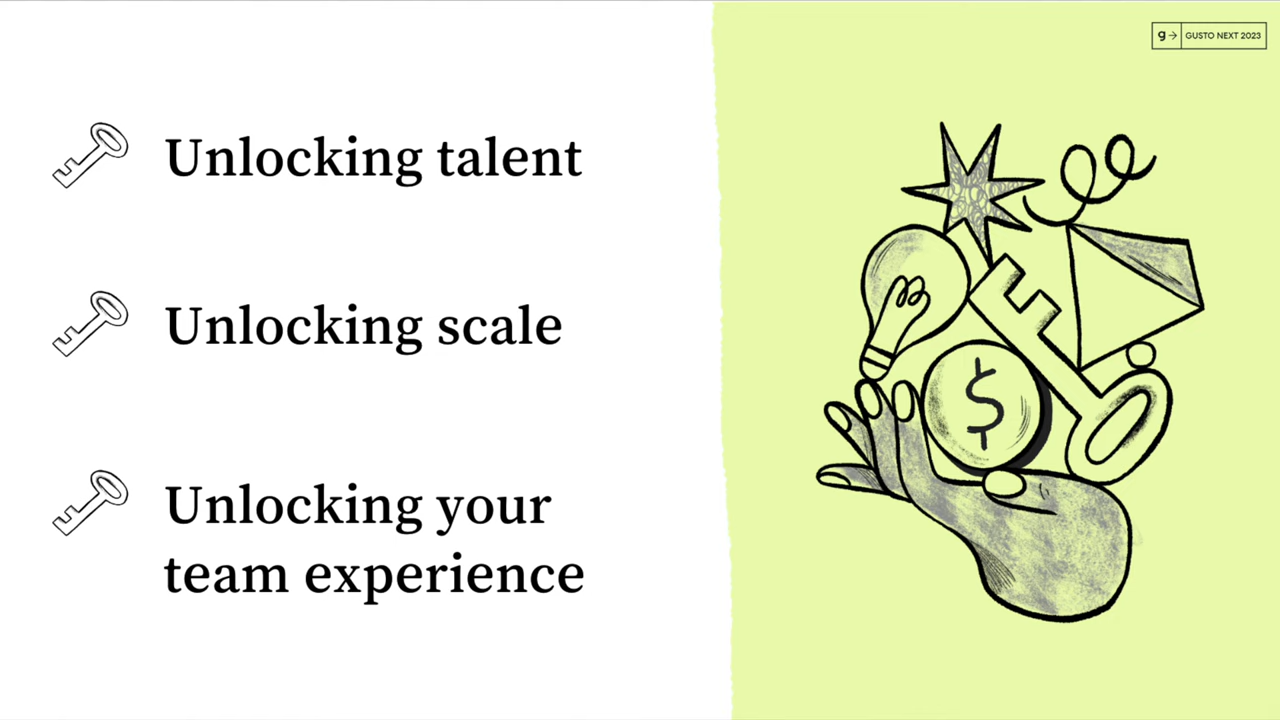 g→ GUSTO NEXT 2023
Unlocking talent
Unlocking scale
Unlocking your
team experience
$